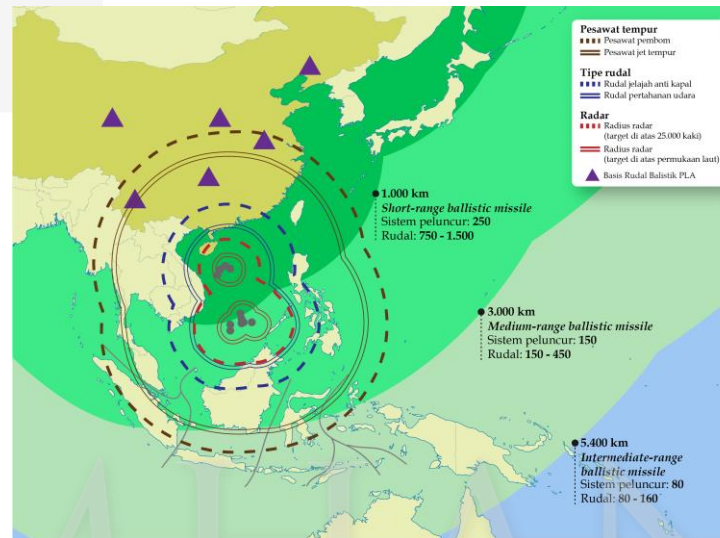 Pesawat tempur
Pesawat pembom
Pesawat jet tempur
Tipe rudal
Rudal jelajah anti kapal
Rudal pertahanan udara
Radar
Radius radar
(target di atas 25.000 kaki)
Radius radar
(target di atas permukaan laut)
Basis Rudal Balistik PLA
1.000 km
Short-range ballistic missile
Sistem peluncur: 250
Rudal: 750 - 1.500
3.000 km
Medium-range ballistic missile
Sistem peluncur: 150
Rudal: 150 - 450
5.400 km
Intermediate-range
ballistic missile
Sistem peluncur: 80
Rudal: 80 - 160